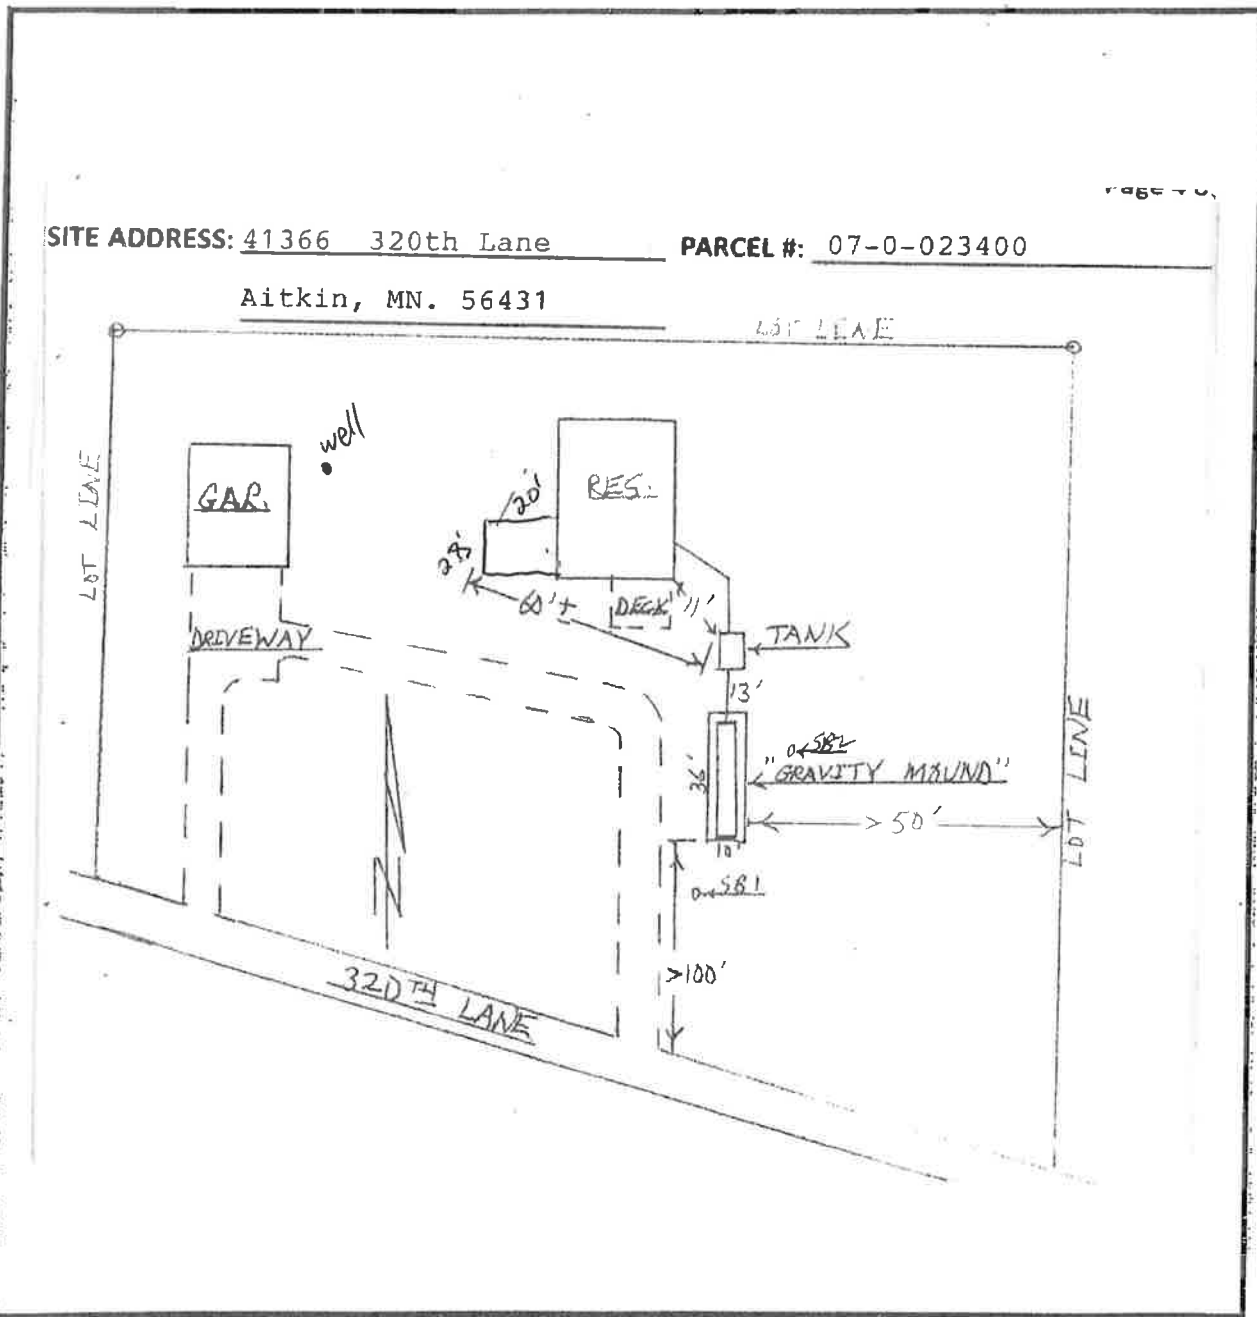 Page 4 o
SITE ADDRESS: 41366 320th Lane
PARCEL #: 07-0-023400
Aitkin, MN. 56431
LOT LINE
LOT LINE
GAR.
well
RES.
20'
28'
60'+
DECK
11'
TANK
DRIVEWAY
13'
SB2
"GRAVITY MOUND"
36'
> 50'
LOT LINE
10'
SB1
N
>100'
320TH LANE